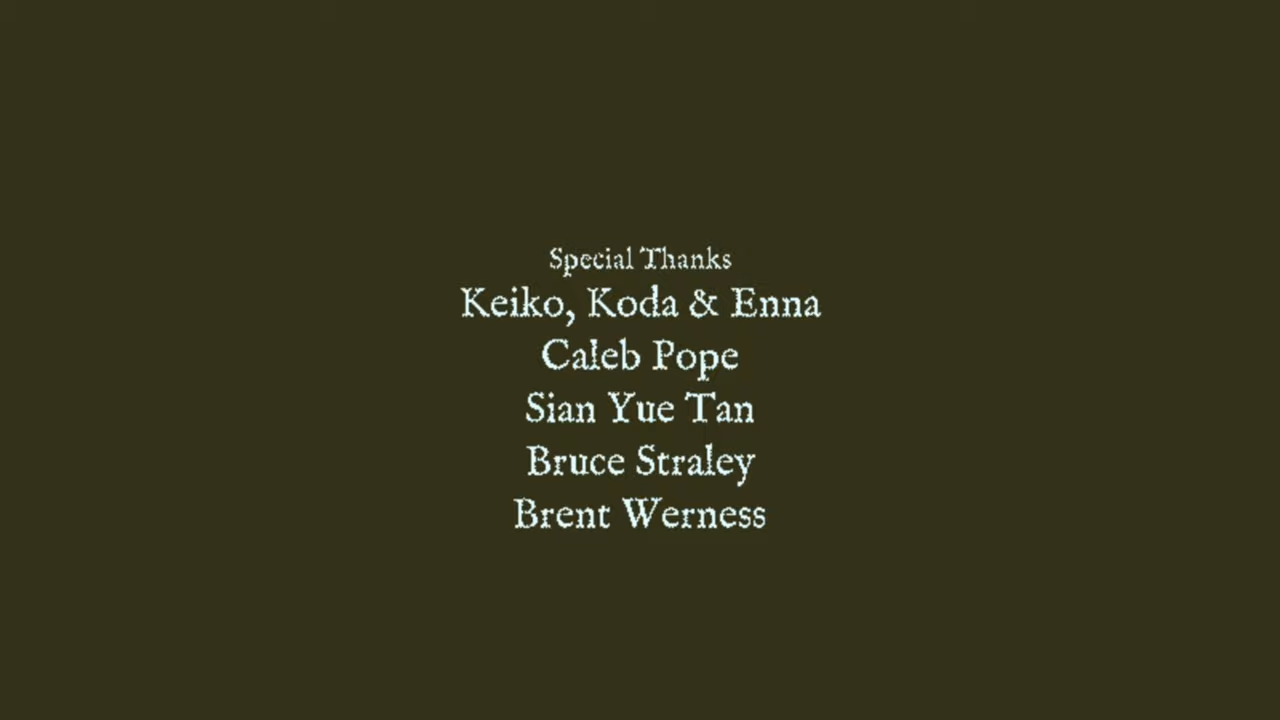 Special Thanks
Keiko, Koda & Enna
Caleb Pope
Sian Yue Tan
Bruce Straley
Brent Werness